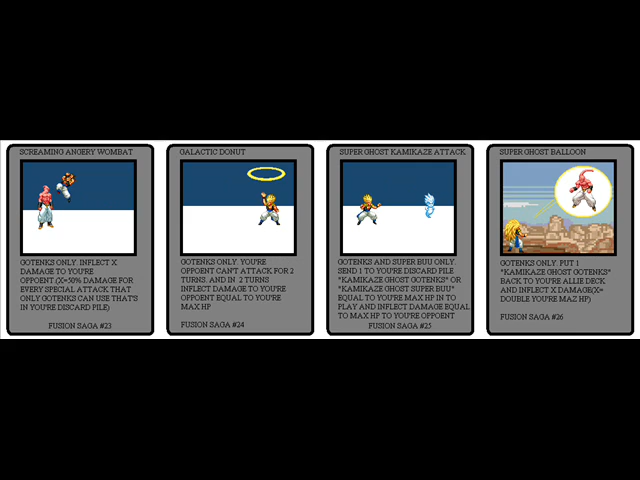 SCREAMING ANGERY WOMBAT
GOTENKS ONLY. INFLECT X
DAMAGE TO YOU'RE
OPPOENT.(X=50% DAMAGE FOR
EVERY SPECIAL ATTACK THAT
ONLY GOTENKS CAN USE THAT'S
IN YOU'RE DISCARD PILE)
FUSION SAGA #23
GALACTIC DONUT
GOTENKS ONLY. YOU'RE
OPPOENT CAN'T ATTACK FOR 2
TURNS. AND IN 2 TURNS
INFLECT DAMAGE TO YOU'RE
OPPOENT EQUAL TO YOU'RE
MAX HP
FUSION SAGA #24
SUPER GHOST KAMIKAZE ATTACK
GOTENKS AND SUPER BUU ONLY.
SEND 1 TO YOU'RE DISCARD PILE
"KAMIKAZE GHOST GOTENKS" OR
"KAMIKAZE GHOST SUPER BUU"
EQUAL TO YOU'RE MAX HP IN TO
PLAY AND INFLECT DAMAGE EQUAL
TO MAX HP TO YOU'RE OPPOENT
FUSION SAGA #25
SUPER GHOST BALLOON
GOTENKS ONLY. PUT 1
"KAMIKAZE GHOST GOTENKS"
BACK TO YOU'RE ALLIE DECK
AND INFLECT X DAMAGE(X=
DOUBLE YOU'RE MAZ HP)
FUSION SAGA #26